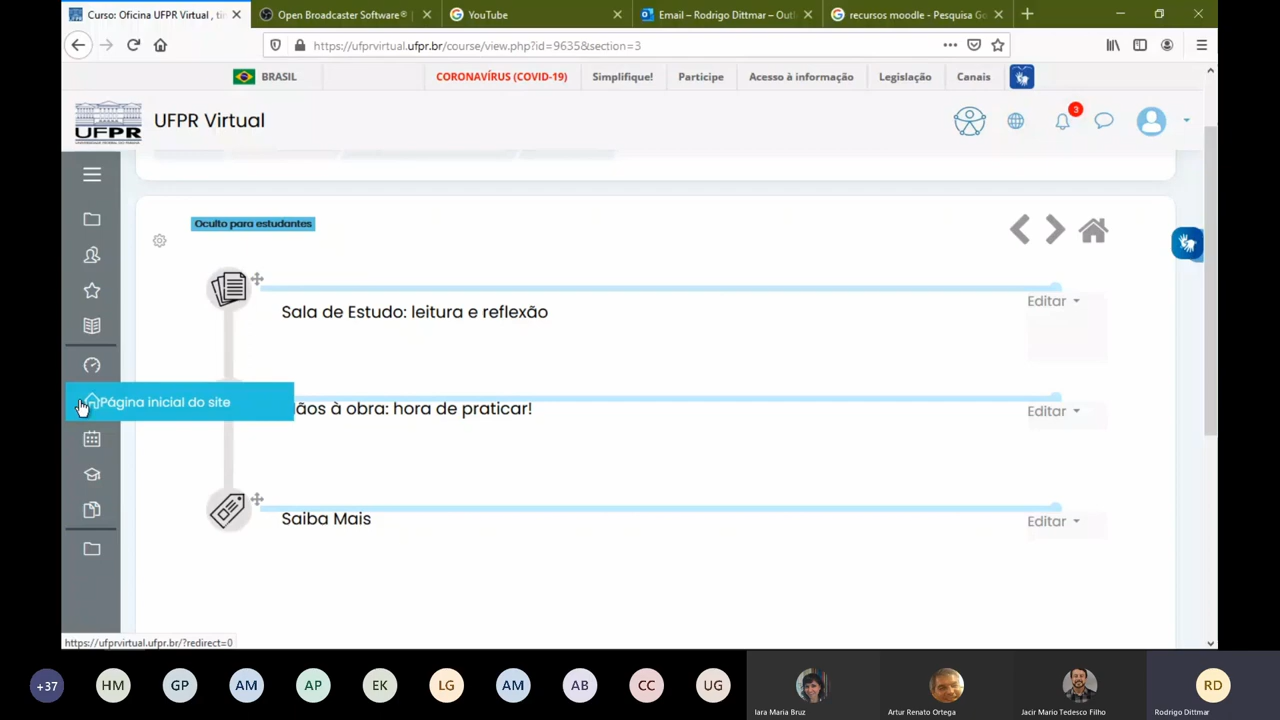 Curso: Oficina UFPR Virtual , tir
Open Broadcaster Software®
YouTube
Email – Rodrigo Dittmar – Outl
recursos moodle - Pesquisa Go
https://ufprvirtual.ufpr.br/course/view.php?id=9635&section=3
BRASIL
CORONAVÍRUS (COVID-19)
Simplifique!
Participe
Acesso à informação
Legislação
Canais
UFPR
UFPR Virtual
3
Oculto para estudantes
Sala de Estudo: leitura e reflexão
Editar
Página inicial do site
ãos à obra: hora de praticar!
Editar
Saiba Mais
Editar
https://ufprvirtual.ufpr.br/?redirect=0
+37
HM
GP
AM
AP
EK
LG
AM
AB
CC
UG
RD
Iara Maria Bruz
Artur Renato Ortega
Jacir Mario Tedesco Filho
Rodrigo Dittmar